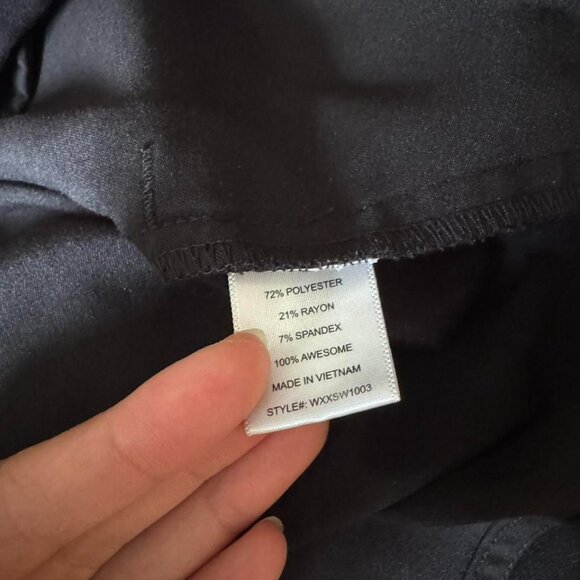 72% POLYESTER
21% RAYON
7% SPANDEX
100% AWESOME
MADE IN VIETNAM
STYLE#: WXXSW1003